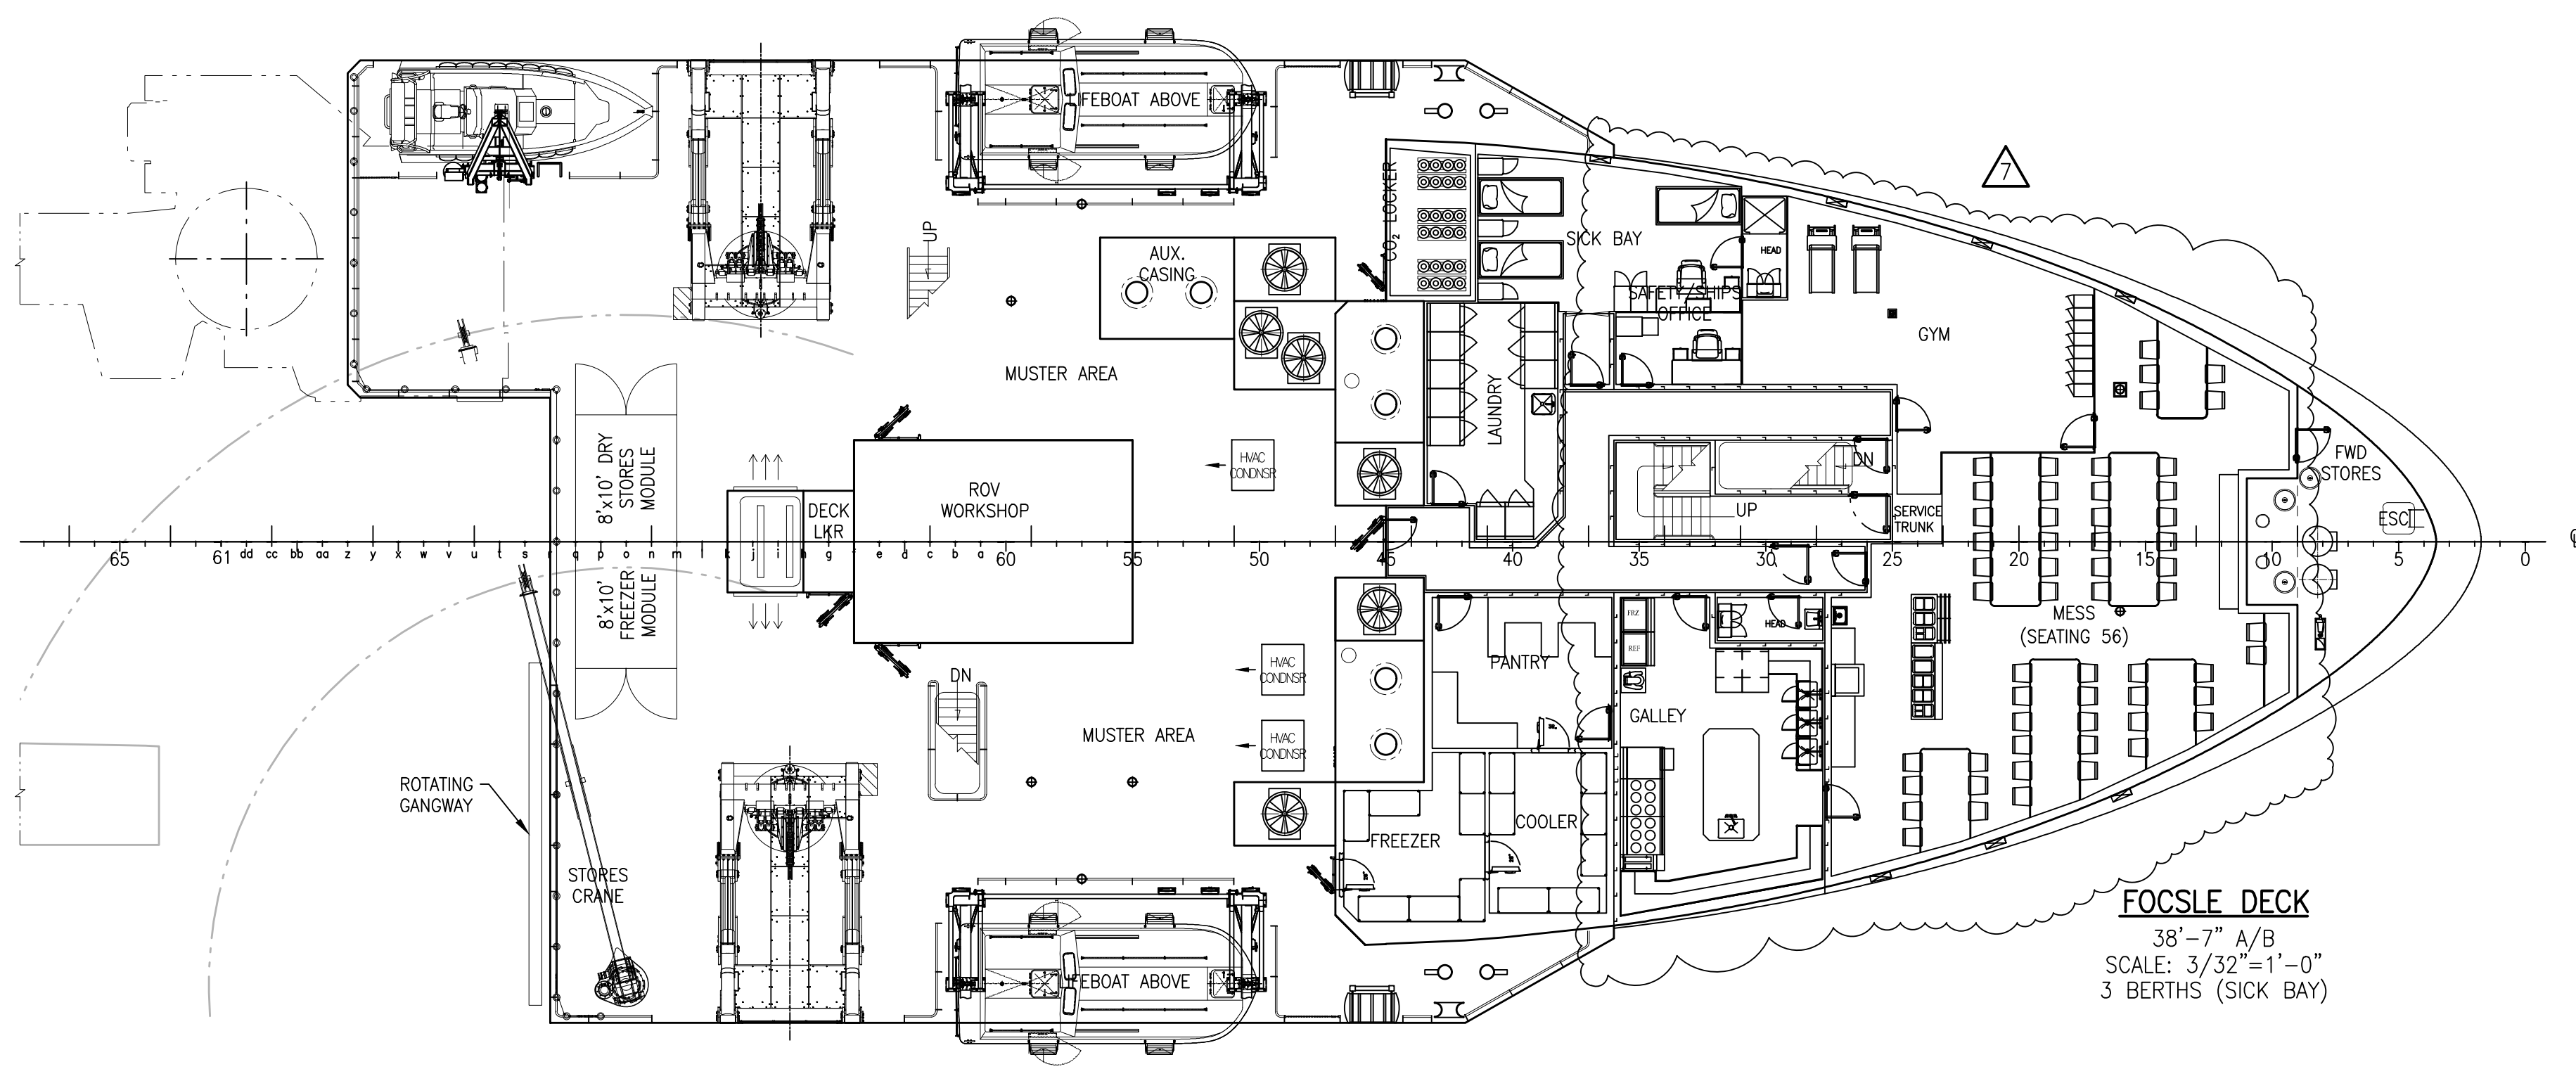 LIFEBOAT ABOVE
7
UP
AUX.
CASING
CO2 LOCKER
SICK BAY
HEAD
SAFETY/SHIPS
OFFICE
GYM
MUSTER AREA
LAUNDRY
8'x10' DRY
STORES
MODULE
HVAC
CONDNSR
ROV
WORKSHOP
DECK
LKR
DN
UP
SERVICE
TRUNK
FWD
STORES
ESC
65 61 dd cc bb aa z y x w v u t s r q p o n m l k j i h g f e d c b a 60 55 50 45 40 35 30 25 20 15 10 5 0
8'x10'
FREEZER
MODULE
FRZ
REF
HEAD
MESS
(SEATING 56)
HVAC
CONDNSR
PANTRY
DN
GALLEY
MUSTER AREA
HVAC
CONDNSR
ROTATING
GANGWAY
FREEZER
COOLER
STORES
CRANE
LIFEBOAT ABOVE
FOCSLE DECK
38'-7" A/B
SCALE: 3/32"=1'-0"
3 BERTHS (SICK BAY)